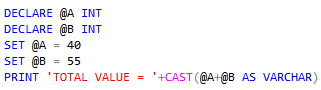 DECLARE @A INT
DECLARE @B INT
SET @A = 40
SET @B = 55
PRINT 'TOTAL VALUE = '+CAST(@A+@B AS VARCHAR)